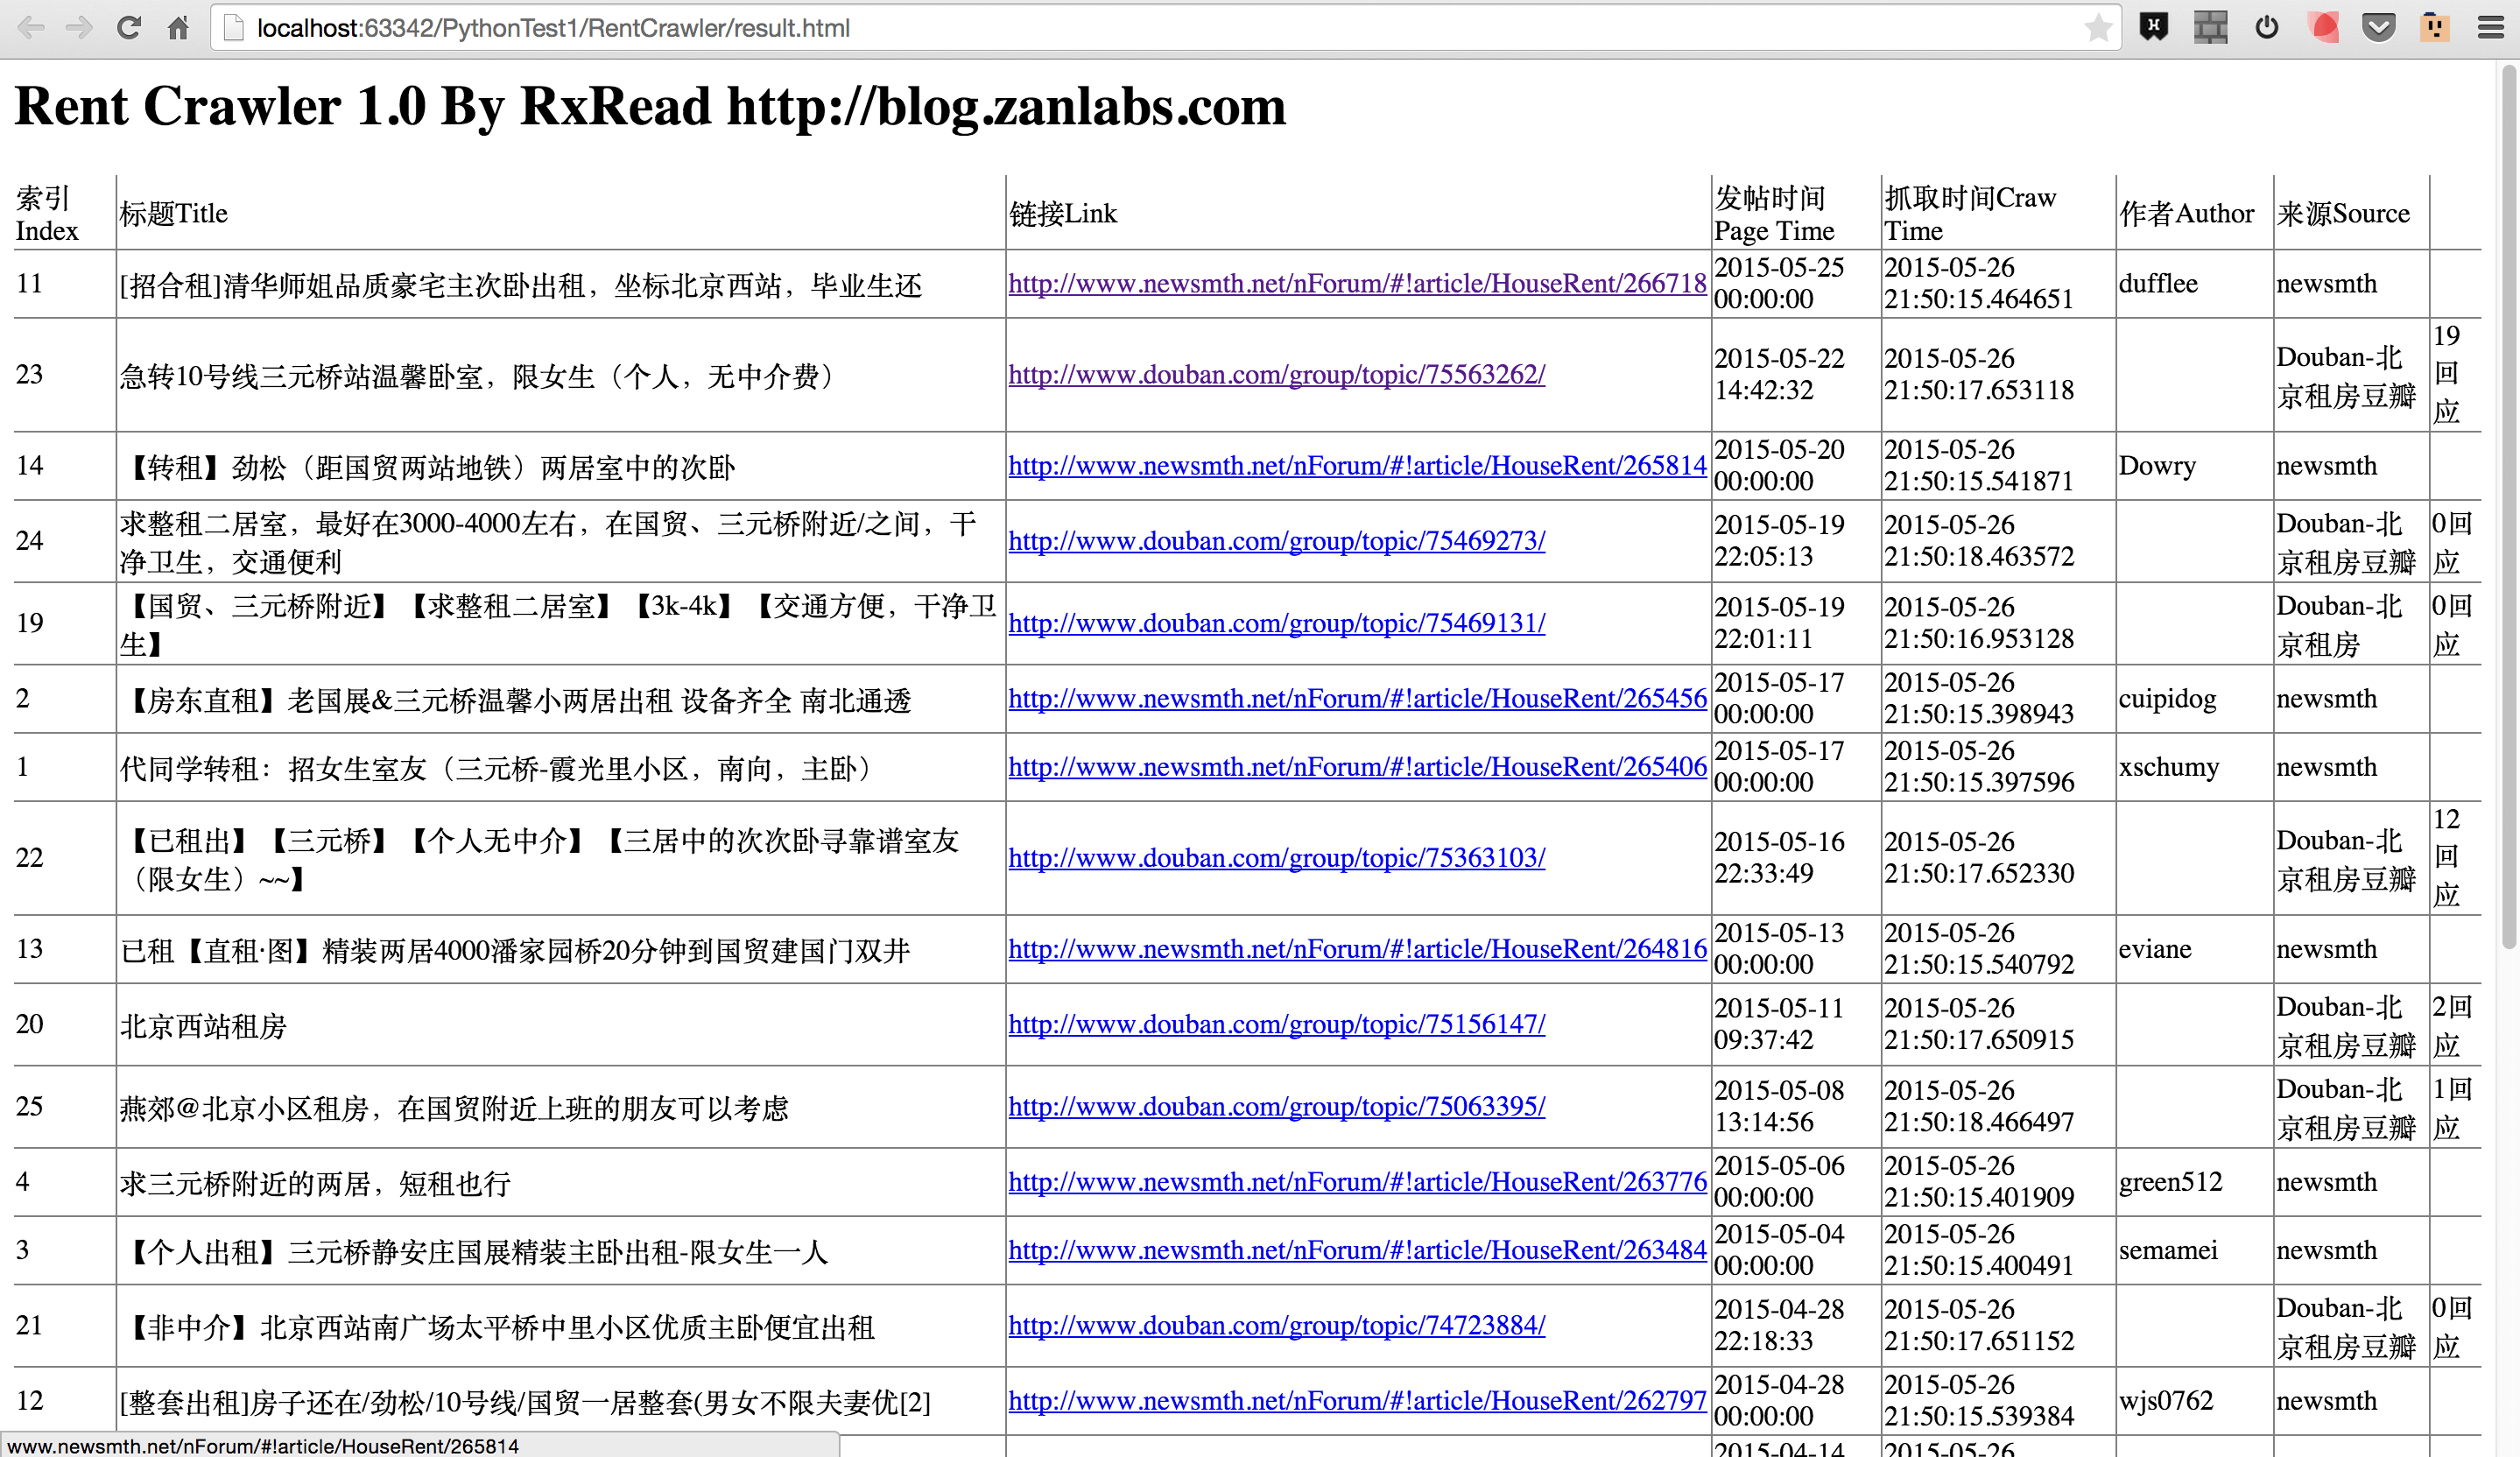 localhost:63342/PythonTest1/RentCrawler/result.html
Rent Crawler 1.0 By RxRead http://blog.zanlabs.com
索引 Index 标题Title 链接Link 发帖时间 Page Time 抓取时间Craw Time 作者Author 来源Source
11 [招合租]清华师姐品质豪宅主次卧出租，坐标北京西站，毕业生还 http://www.newsmth.net/nForum/#!article/HouseRent/266718 2015-05-25 00:00:00 2015-05-26 21:50:15.464651 dufflee newsmth
23 急转10号线三元桥站温馨卧室，限女生（个人，无中介费） http://www.douban.com/group/topic/75563262/ 2015-05-22 14:42:32 2015-05-26 21:50:17.653118 Douban-北京租房豆瓣 19回应
14 【转租】劲松（距国贸两站地铁）两居室中的次卧 http://www.newsmth.net/nForum/#!article/HouseRent/265814 2015-05-20 00:00:00 2015-05-26 21:50:15.541871 Dowry newsmth
24 求整租二居室，最好在3000-4000左右，在国贸、三元桥附近/之间，干净卫生，交通便利 http://www.douban.com/group/topic/75469273/ 2015-05-19 22:05:13 2015-05-26 21:50:18.463572 Douban-北京租房豆瓣 0回应
19 【国贸、三元桥附近】【求整租二居室】【3k-4k】【交通方便，干净卫生】 http://www.douban.com/group/topic/75469131/ 2015-05-19 22:01:11 2015-05-26 21:50:16.953128 Douban-北京租房 0回应
2 【房东直租】老国展&三元桥温馨小两居出租 设备齐全 南北通透 http://www.newsmth.net/nForum/#!article/HouseRent/265456 2015-05-17 00:00:00 2015-05-26 21:50:15.398943 cuipidog newsmth
1 代同学转租：招女生室友（三元桥-霞光里小区，南向，主卧） http://www.newsmth.net/nForum/#!article/HouseRent/265406 2015-05-17 00:00:00 2015-05-26 21:50:15.397596 xschumy newsmth
22 【已租出】【三元桥】【个人无中介】【三居中的次次卧寻靠谱室友（限女生）~~】 http://www.douban.com/group/topic/75363103/ 2015-05-16 22:33:49 2015-05-26 21:50:17.652330 Douban-北京租房豆瓣 12回应
13 已租【直租·图】精装两居4000潘家园桥20分钟到国贸建国门双井 http://www.newsmth.net/nForum/#!article/HouseRent/264816 2015-05-13 00:00:00 2015-05-26 21:50:15.540792 eviane newsmth
20 北京西站租房 http://www.douban.com/group/topic/75156147/ 2015-05-11 09:37:42 2015-05-26 21:50:17.650915 Douban-北京租房豆瓣 2回应
25 燕郊@北京小区租房，在国贸附近上班的朋友可以考虑 http://www.douban.com/group/topic/75063395/ 2015-05-08 13:14:56 2015-05-26 21:50:18.466497 Douban-北京租房豆瓣 1回应
4 求三元桥附近的两居，短租也行 http://www.newsmth.net/nForum/#!article/HouseRent/263776 2015-05-06 00:00:00 2015-05-26 21:50:15.401909 green512 newsmth
3 【个人出租】三元桥静安庄国展精装主卧出租-限女生一人 http://www.newsmth.net/nForum/#!article/HouseRent/263484 2015-05-04 00:00:00 2015-05-26 21:50:15.400491 semamei newsmth
21 【非中介】北京西站南广场太平桥中里小区优质主卧便宜出租 http://www.douban.com/group/topic/74723884/ 2015-04-28 22:18:33 2015-05-26 21:50:17.651152 Douban-北京租房豆瓣 0回应
12 [整套出租]房子还在/劲松/10号线/国贸一居整套(男女不限夫妻优[2] http://www.newsmth.net/nForum/#!article/HouseRent/262797 2015-04-28 00:00:00 2015-05-26 21:50:15.539384 wjs0762 newsmth
2015-04-14 2015-05-26
www.newsmth.net/nForum/#!article/HouseRent/265814